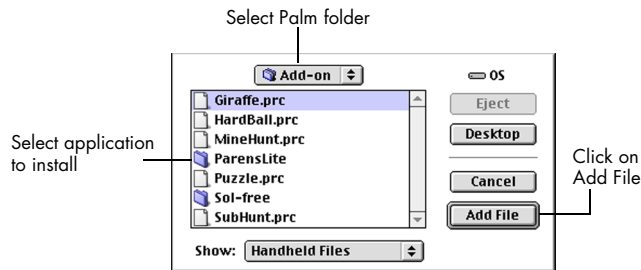 Select Palm folder
Add-on
OS
Giraffe.prc
HardBall.prc
MineHunt.prc
ParensLite
Puzzle.prc
Sol-free
SubHunt.prc
Eject
Desktop
Cancel
Add File
Select application
to install
Click on
Add File
Show: Handheld Files